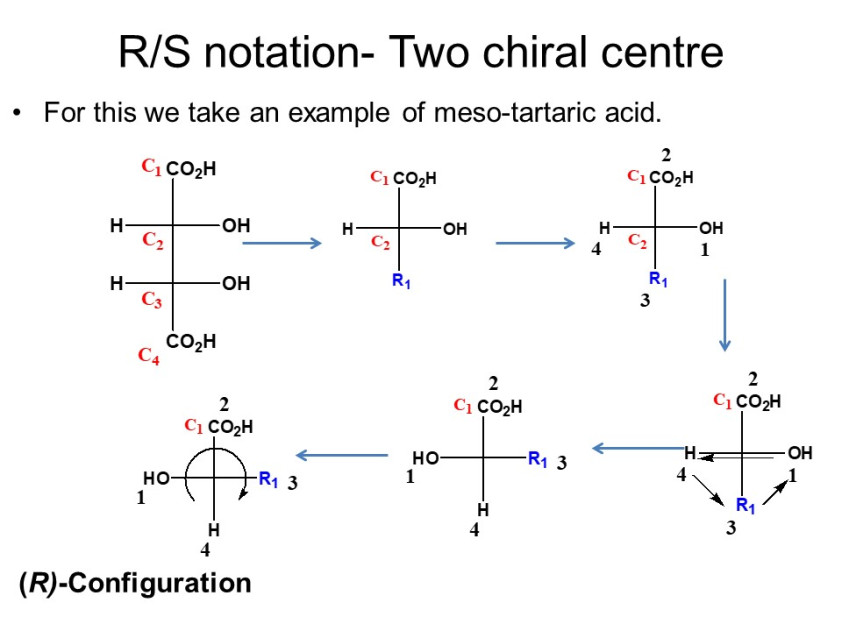 R/S notation- Two chiral centre
• For this we take an example of meso-tartaric acid.
C1 CO2H
H OH
C2
H OH
C3
CO2H
C4
C1 CO2H
H OH
C2
R1
2
C1 CO2H
H OH
4 C2 1
R1
3
2
C1 CO2H
H OH
4 1
R1
3
2
C1 CO2H
HO R1 3
1
H
4
2
C1 CO2H
HO R1 3
1
H
4
(R)-Configuration